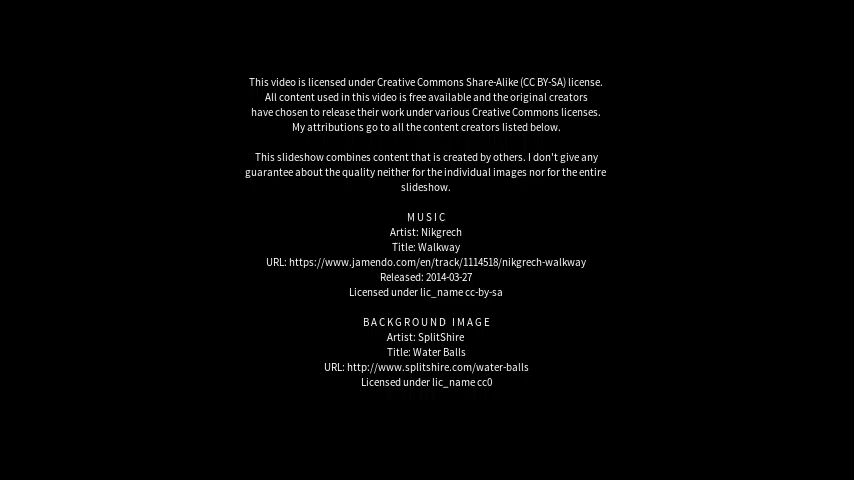 This video is licensed under Creative Commons Share-Alike (CC BY-SA) license.
All content used in this video is free available and the original creators
have chosen to release their work under various Creative Commons licenses.
My attributions go to all the content creators listed below.
This slideshow combines content that is created by others. I don't give any
guarantee about the quality neither for the individual images nor for the entire
slideshow.
MUSIC
Artist: Nikgrech
Title: Walkway
URL: https://www.jamendo.com/en/track/1114518/nikgrech-walkway
Released: 2014-03-27
Licensed under lic_name cc-by-sa
BACKGROUND IMAGE
Artist: SplitShire
Title: Water Balls
URL: http://www.splitshire.com/water-balls
Licensed under lic_name cc0